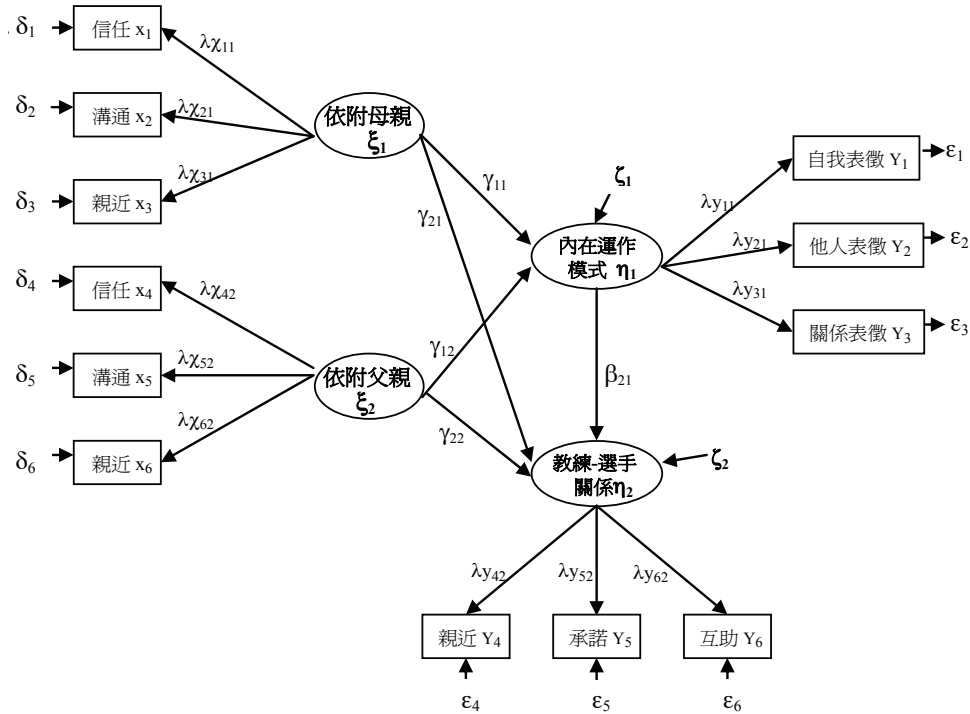 δ1
信任 x1
λχ11
δ2
溝通 x2
λχ21
δ3
親近 x3
λχ31
依附母親
ξ1
γ11
γ21
ζ1
內在運作
模式 η1
λy11
自我表徵 Y1
ε1
λy21
他人表徵 Y2
ε2
λy31
關係表徵 Y3
ε3
δ4
信任 x4
λχ42
δ5
溝通 x5
λχ52
δ6
親近 x6
λχ62
依附父親
ξ2
γ12
γ22
β21
教練-選手
關係η2
ζ2
λy42
λy52
λy62
親近 Y4
承諾 Y5
互助 Y6
ε4
ε5
ε6